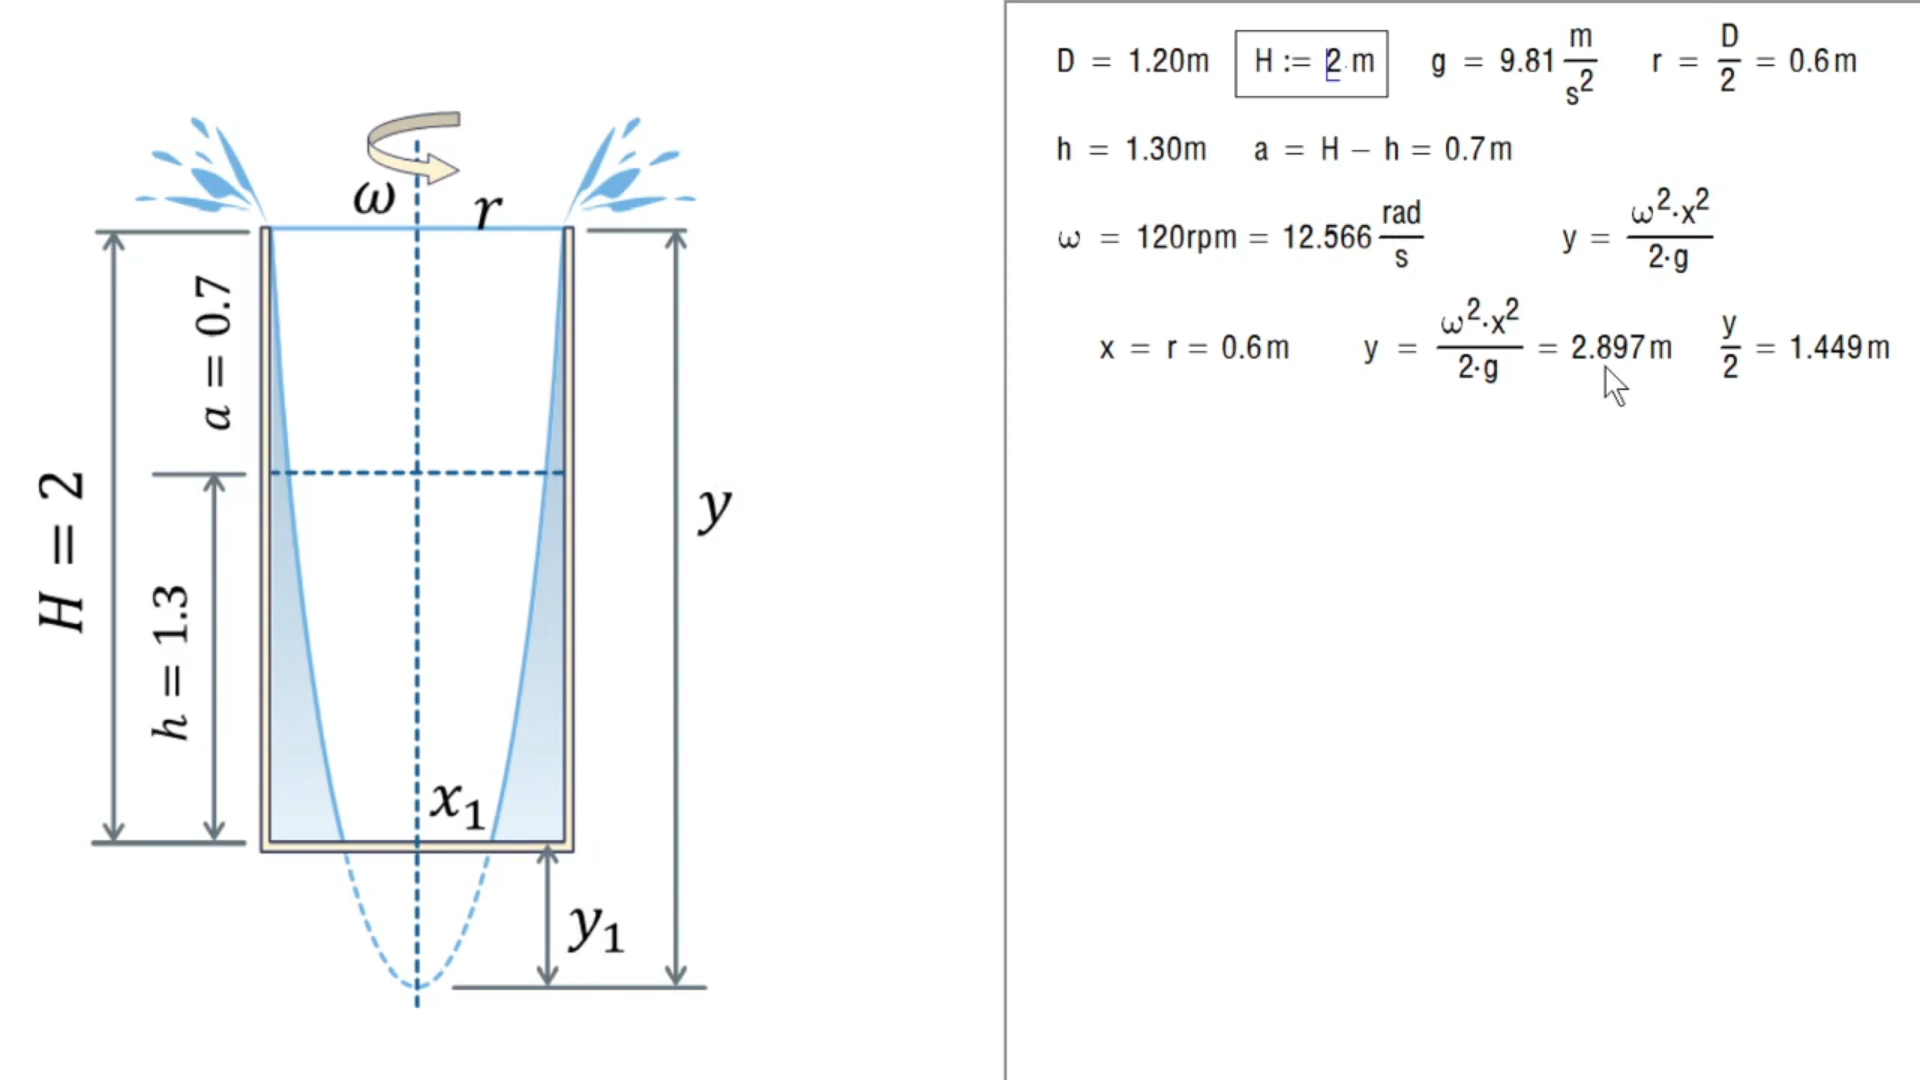 ω
r
a = 0.7
H = 2
h = 1.3
y
x₁
y₁
D = 1.20m H := 2·m g = 9.81 m/s² r = D/2 = 0.6m
h = 1.30m a = H − h = 0.7m
ω = 120rpm = 12.566 rad/s y = ω²·x²/2·g
x = r = 0.6m y = ω²·x²/2·g = 2.897m y/2 = 1.449m